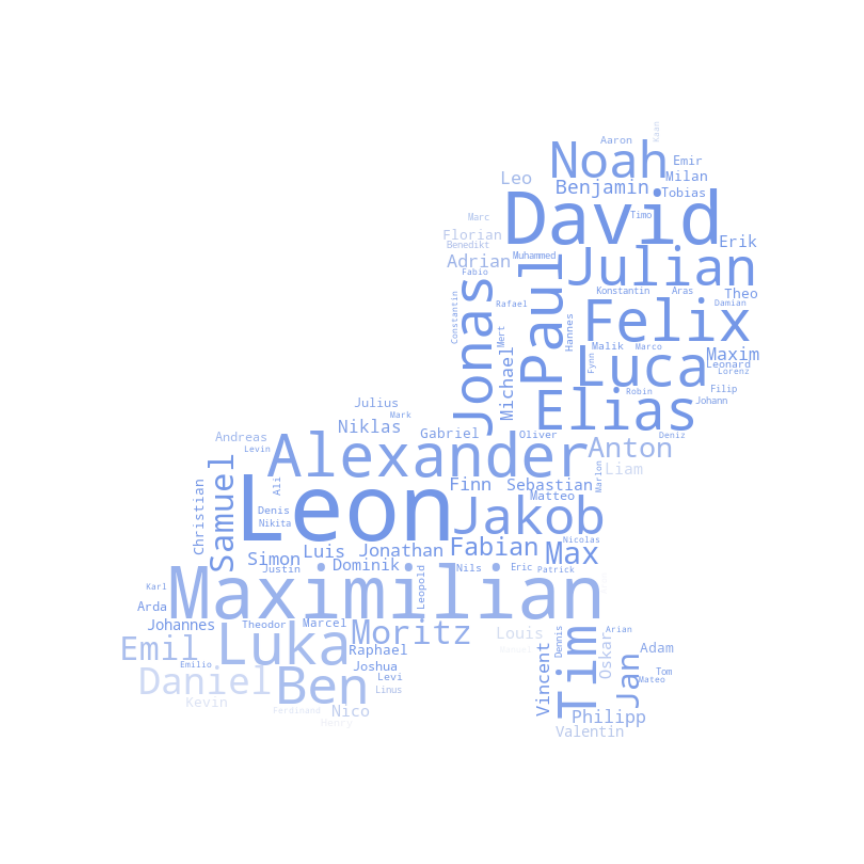 Kaan
Aaron
Noah
Emir
Milan
Leo
Benjamin
Tobias
David
Timo
Marc
Florian
Benedikt
Erik
Adrian
Muhammed
Julian
Fabio
Paul
Jonas
Konstantin
Aras
Theo
Constantin
Rafael
Damian
Felix
Hannes
Mert
Malik
Marco
Maxim
Michael
Fynn
Luca
Leonard
Lorenz
Robin
Filip
Johann
Elias
Julius
Mark
Niklas
Gabriel
Oliver
Deniz
Andreas
Levin
Alexander
Anton
Liam
Marlon
Samuel
Christian
Ali
Leon
Finn
Sebastian
Matteo
Denis
Nikita
Jakob
Nicolas
Simon
Luis
Jonathan
Fabian
Max
Justin
Dominik
Nils
Eric
Patrick
Karl
Maximilian
Leopold
Arda
Johannes
Theodor
Marcel
Moritz
Louis
Tim
Dennis
Arian
Oskar
Emil
Luka
Raphael
Adam
Emilio
Joshua
Vincent
Jan
Tom
Mateo
Daniel
Ben
Levi
Linus
Kevin
Ferdinand
Nico
Henry
Philipp
Valentin